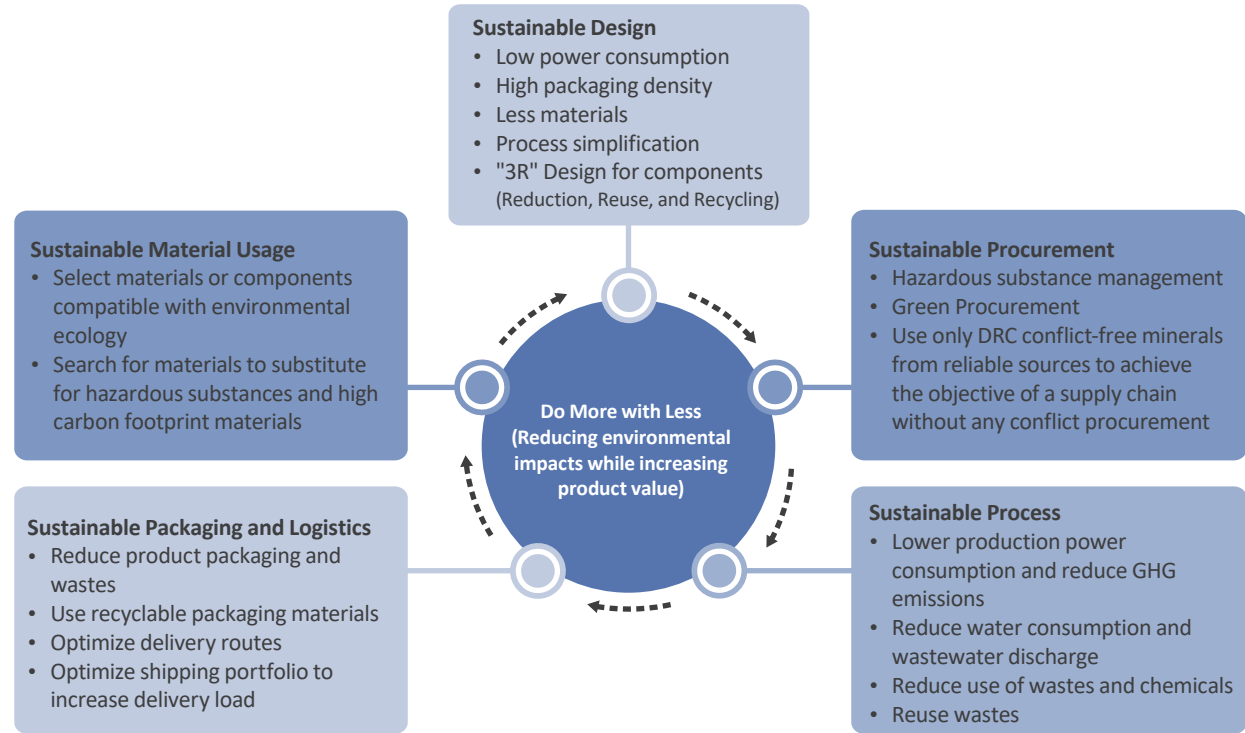 Sustainable Design
• Low power consumption
• High packaging density
• Less materials
• Process simplification
• "3R" Design for components
(Reduction, Reuse, and Recycling)
Sustainable Material Usage
• Select materials or components
compatible with environmental
ecology
• Search for materials to substitute
for hazardous substances and high
carbon footprint materials
Sustainable Procurement
• Hazardous substance management
• Green Procurement
• Use only DRC conflict-free minerals
from reliable sources to achieve
the objective of a supply chain
without any conflict procurement
Do More with Less
(Reducing environmental
impacts while increasing
product value)
Sustainable Packaging and Logistics
• Reduce product packaging and
wastes
• Use recyclable packaging materials
• Optimize delivery routes
• Optimize shipping portfolio to
increase delivery load
Sustainable Process
• Lower production power
consumption and reduce GHG
emissions
• Reduce water consumption and
wastewater discharge
• Reduce use of wastes and chemicals
• Reuse wastes